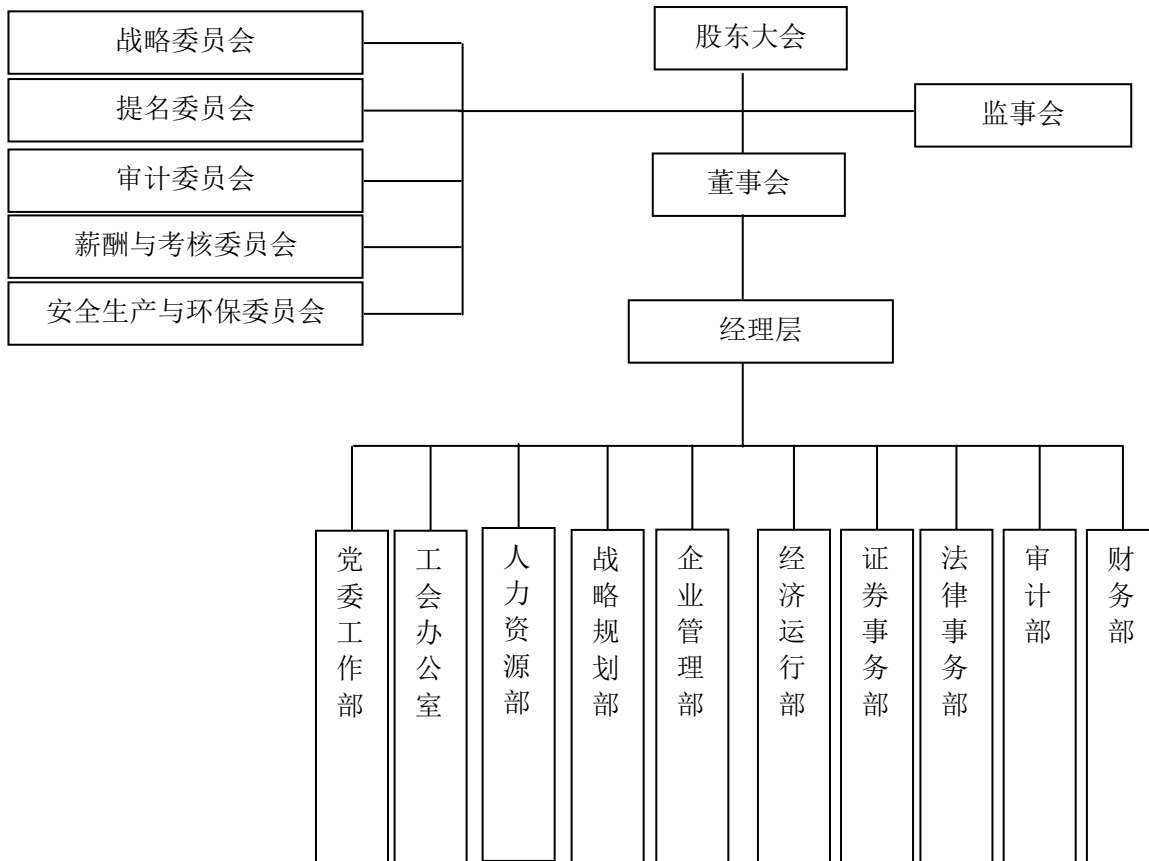 战略委员会
股东大会
提名委员会
监事会
审计委员会
董事会
薪酬与考核委员会
安全生产与环保委员会
经理层
党委工作部
工会办公室
人力资源部
战略规划部
企业管理部
经济运行部
证券事务部
法律事务部
审计部
财务部